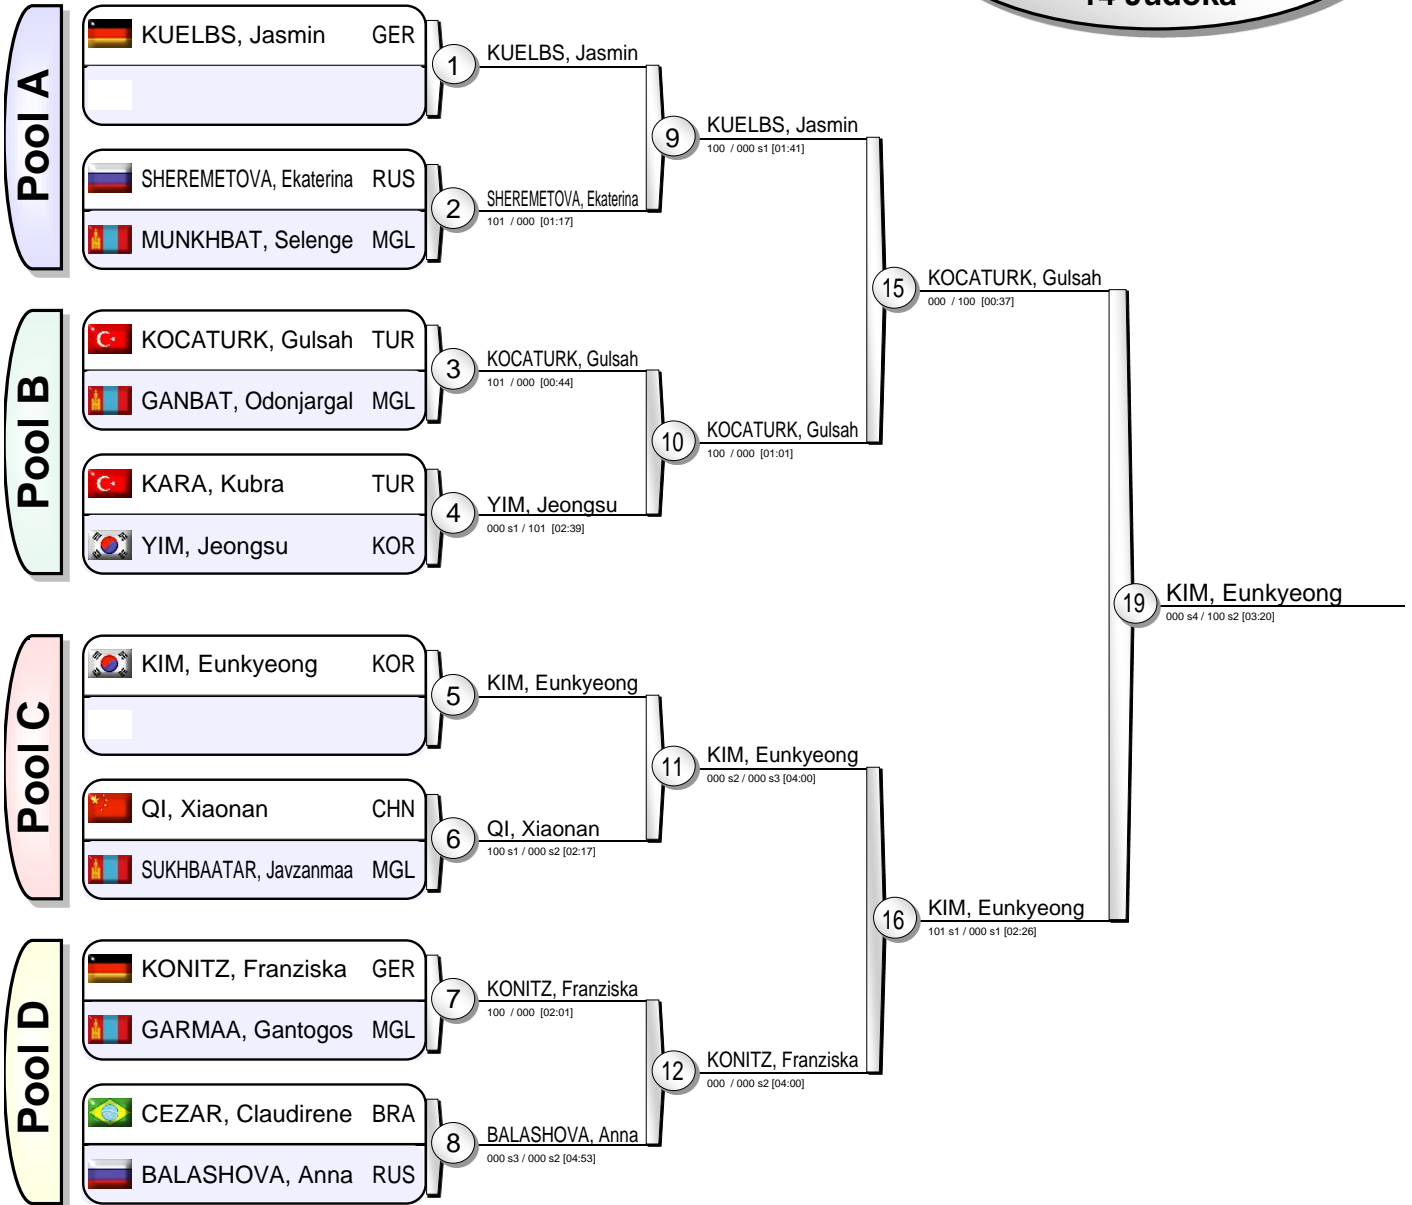 14 Judoka
Pool A
KUELBS, Jasmin GER
1
KUELBS, Jasmin
SHEREMETOVA, Ekaterina RUS
MUNKHBAT, Selenge MGL
2
SHEREMETOVA, Ekaterina
101 / 000 [01:17]
9
KUELBS, Jasmin
100 / 000 s1 [01:41]
Pool B
KOCATURK, Gulsah TUR
GANBAT, Odonjargal MGL
3
KOCATURK, Gulsah
101 / 000 [00:44]
KARA, Kubra TUR
YIM, Jeongsu KOR
4
YIM, Jeongsu
000 s1 / 101 [02:39]
10
KOCATURK, Gulsah
100 / 000 [01:01]
15
KOCATURK, Gulsah
000 / 100 [00:37]
Pool C
KIM, Eunkyeong KOR
5
KIM, Eunkyeong
QI, Xiaonan CHN
SUKHBAATAR, Javzanmaa MGL
6
QI, Xiaonan
100 s1 / 000 s2 [02:17]
11
KIM, Eunkyeong
000 s2 / 000 s3 [04:00]
Pool D
KONITZ, Franziska GER
GARMAA, Gantogos MGL
7
KONITZ, Franziska
100 / 000 [02:01]
CEZAR, Claudirene BRA
BALASHOVA, Anna RUS
8
BALASHOVA, Anna
000 s3 / 000 s2 [04:53]
12
KONITZ, Franziska
000 / 000 s2 [04:00]
16
KIM, Eunkyeong
101 s1 / 000 s1 [02:26]
19
KIM, Eunkyeong
000 s4 / 100 s2 [03:20]